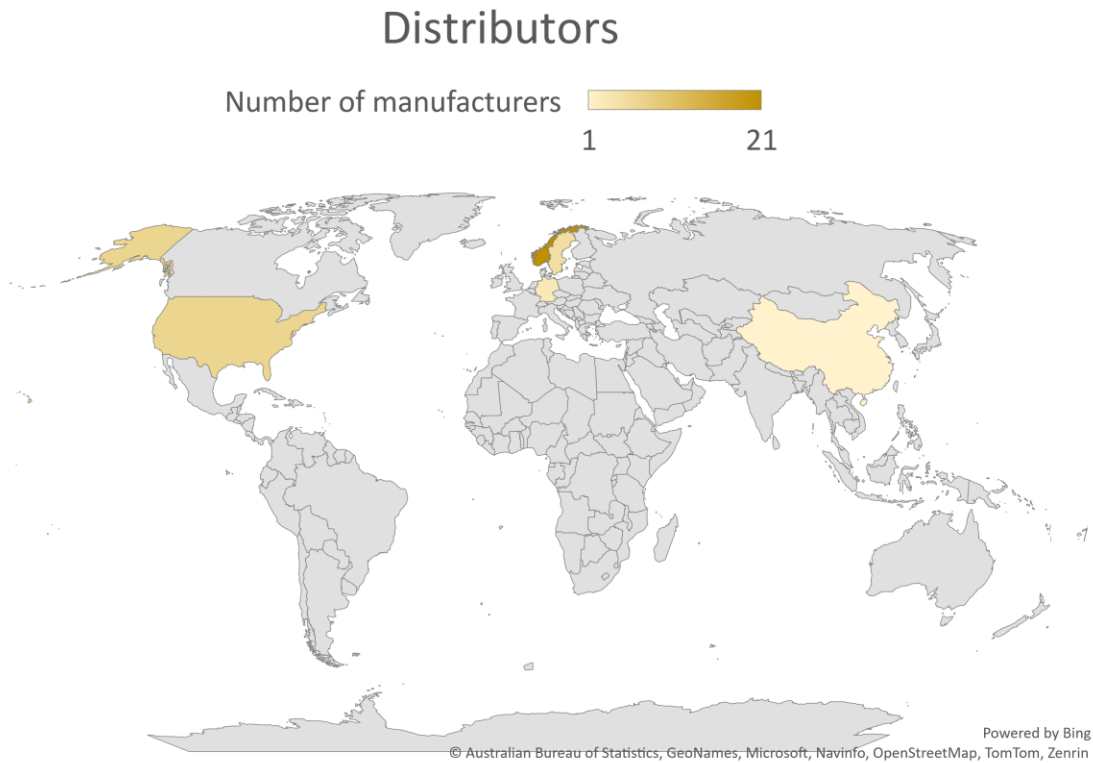 Distributors
Number of manufacturers
1 21
Powered by Bing
© Australian Bureau of Statistics, GeoNames, Microsoft, Navinfo, OpenStreetMap, TomTom, Zenrin